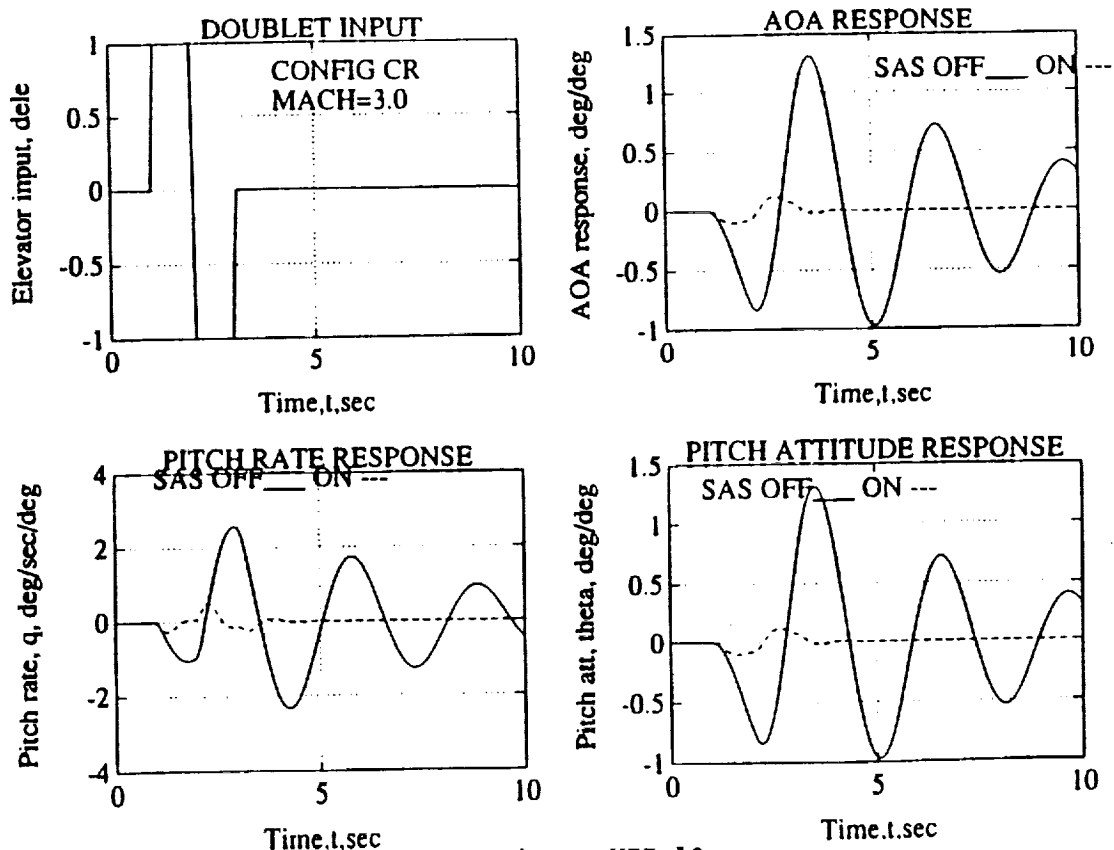 DOUBLET INPUT
CONFIG CR
MACH=3.0
Elevator input, dele
1
0.5
0
-0.5
-1
0
5
10
Time,t,sec
AOA RESPONSE
SAS OFF___ ON ---
AOA response, deg/deg
1.5
1
0.5
0
-0.5
-1
0
5
10
Time,t,sec
PITCH RATE RESPONSE
SAS OFF___ ON ---
Pitch rate, q, deg/sec/deg
4
2
0
-2
-4
0
5
10
Time,t,sec
PITCH ATTITUDE RESPONSE
SAS OFF___ ON ---
Pitch att, theta, deg/deg
1.5
1
0.5
0
-0.5
-1
0
5
10
Time,t,sec